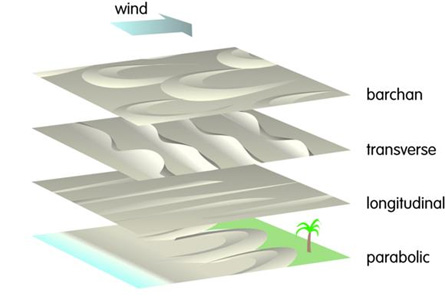 wind
barchan
transverse
longitudinal
parabolic